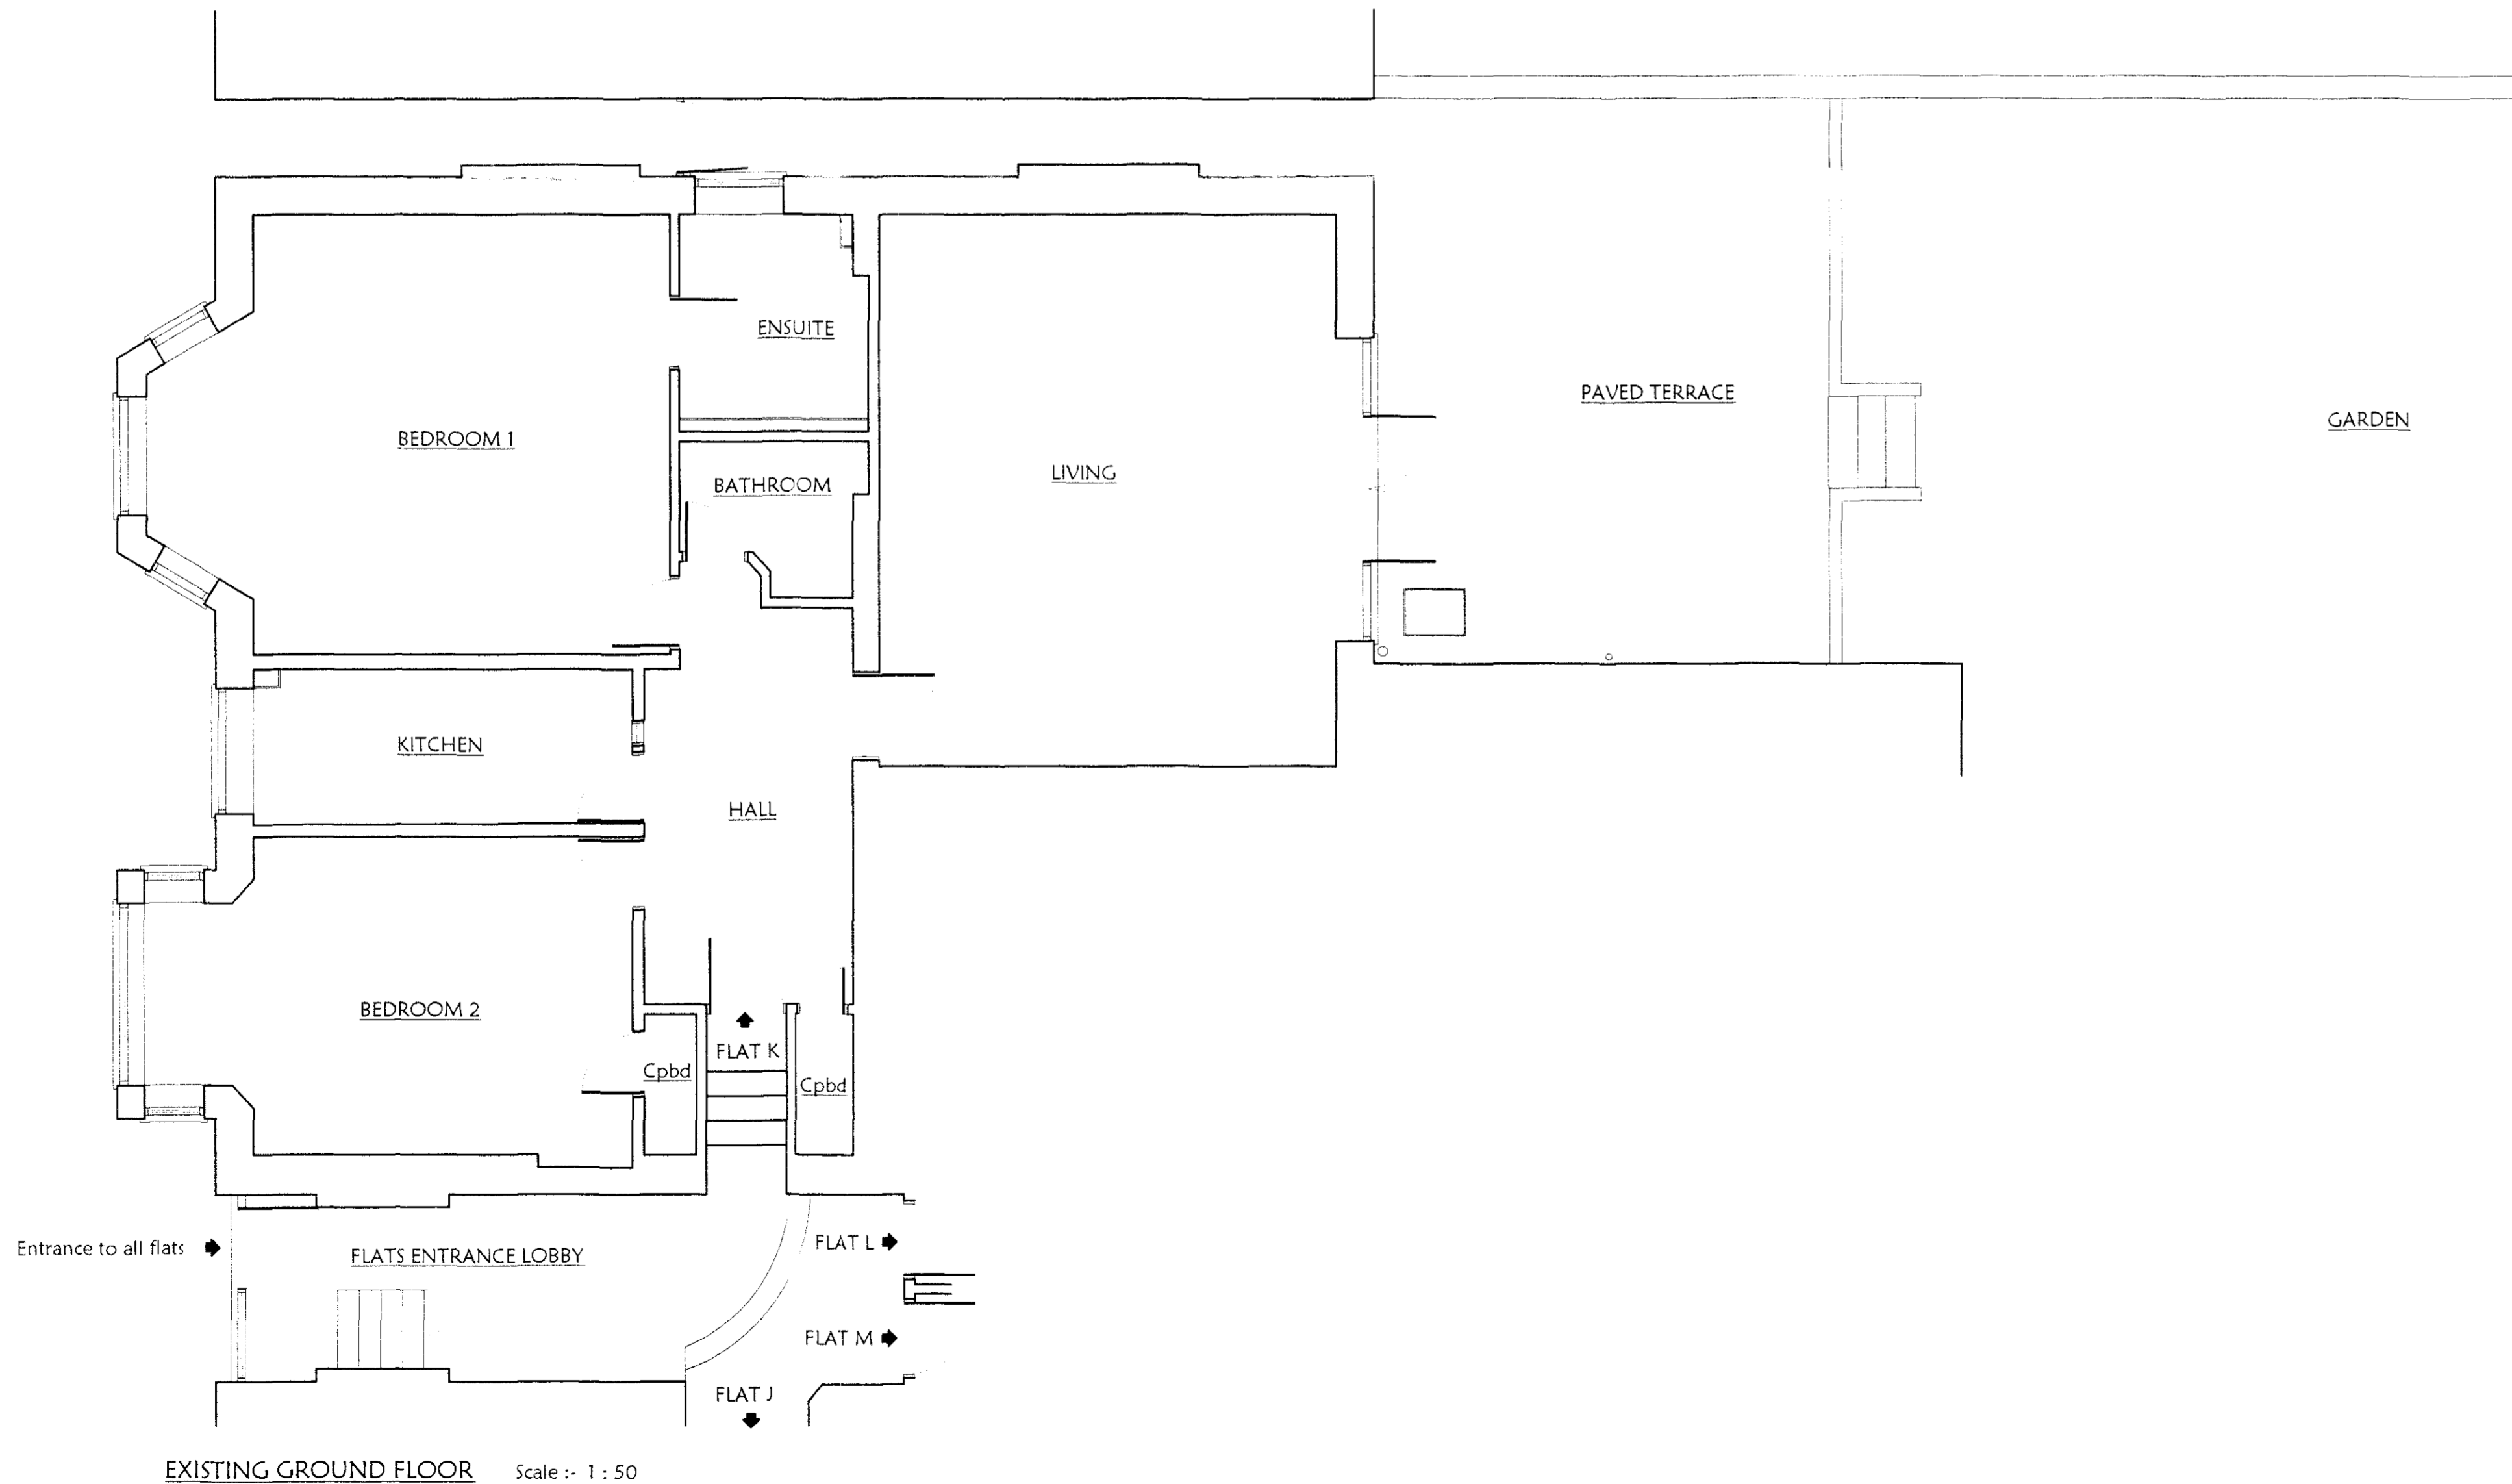 ENSUITE
PAVED TERRACE
GARDEN
BEDROOM 1
LIVING
BATHROOM
KITCHEN
HALL
BEDROOM 2
FLAT K
Cpbd
Cpbd
Entrance to all flats
FLATS ENTRANCE LOBBY
FLAT L
FLAT M
FLAT J
EXISTING GROUND FLOOR Scale :- 1 : 50